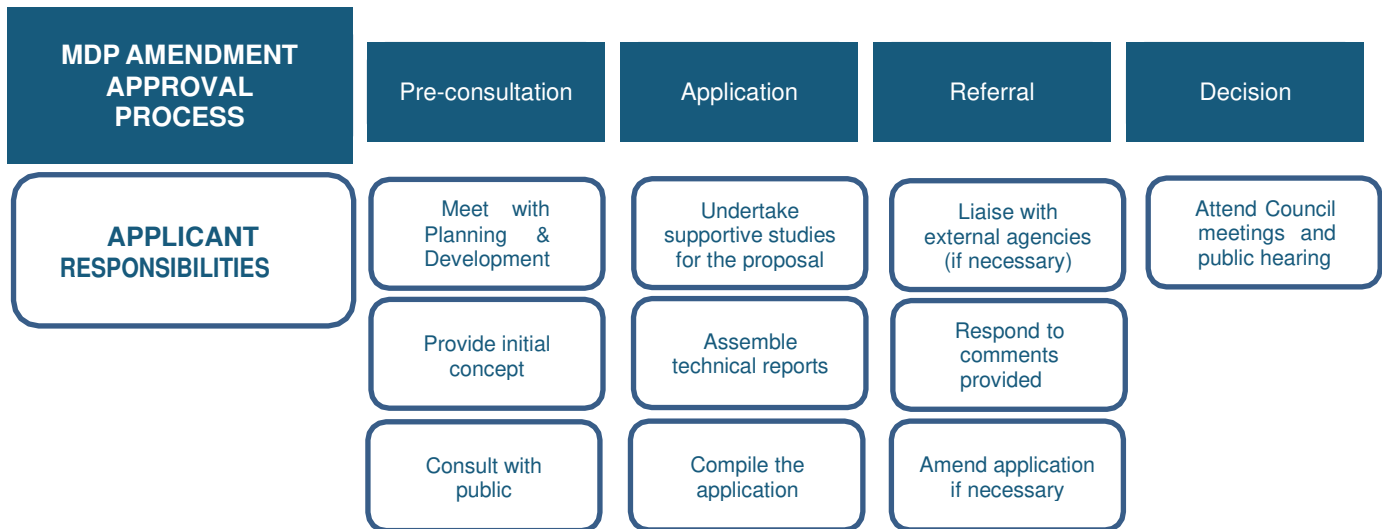 MDP AMENDMENT
APPROVAL
PROCESS
Pre-consultation
Application
Referral
Decision
APPLICANT
RESPONSIBILITIES
Meet with
Planning &
Development
Undertake
supportive studies
for the proposal
Liaise with
external agencies
(if necessary)
Attend Council
meetings and
public hearing
Provide initial
concept
Assemble
technical reports
Respond to
comments
provided
Consult with
public
Compile the
application
Amend application
if necessary